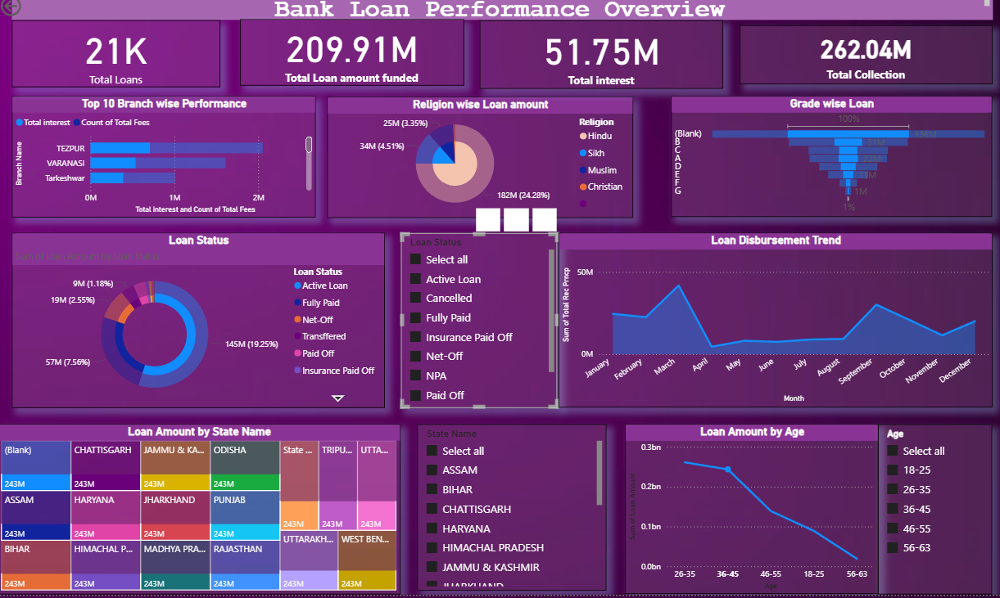 Bank Loan Performance Overview
21K
Total Loans
209.91M
Total Loan amount funded
51.75M
Total interest
262.04M
Total Collection
Top 10 Branch wise Performance
Total interest Count of Total Fees
Branch Name
TEZPUR
VARANASI
Tarkeshwar
0M 1M 2M
Total interest and Count of Total Fees
Religion wise Loan amount
25M (3.35%)
34M (4.51%)
182M (24.28%)
Religion
Hindu
Sikh
Muslim
Christian
Grade wise Loan
100%
(Blank) 136M
B 31M
C
A 22M
D
E 11M
F
G 1M
1%
Loan Status
Sum of Loan Amount by Loan Status
9M (1.18%)
19M (2.55%)
57M (7.56%)
145M (19.25%)
Loan Status
Active Loan
Fully Paid
Net-Off
Transffered
Paid Off
Insurance Paid Off
Loan Status
Select all
Active Loan
Cancelled
Fully Paid
Insurance Paid Off
Net-Off
NPA
Paid Off
Loan Disbursement Trend
Sum of Total Rec Prncp
50M
0M
January February March April May June July August September October November December
Month
Loan Amount by State Name
(Blank) CHATTISGARH JAMMU & KA... ODISHA State ... TRIPU... UTTA...
243M 243M 243M 243M
ASSAM HARYANA JHARKHAND PUNJAB
243M 243M 243M
243M 243M 243M 243M
BIHAR HIMACHAL P... MADHYA PRA... RAJASTHAN UTTARAKH... WEST BEN...
243M 243M 243M 243M 243M 243M
State Name
Select all
ASSAM
BIHAR
CHATTISGARH
HARYANA
HIMACHAL PRADESH
JAMMU & KASHMIR
JHARKHAND
Loan Amount by Age
Sum of Loan Amount
0.3bn
0.2bn
0.1bn
0.0bn
26-35 36-45 46-55 18-25 56-63
Age
Age
Select all
18-25
26-35
36-45
46-55
56-63